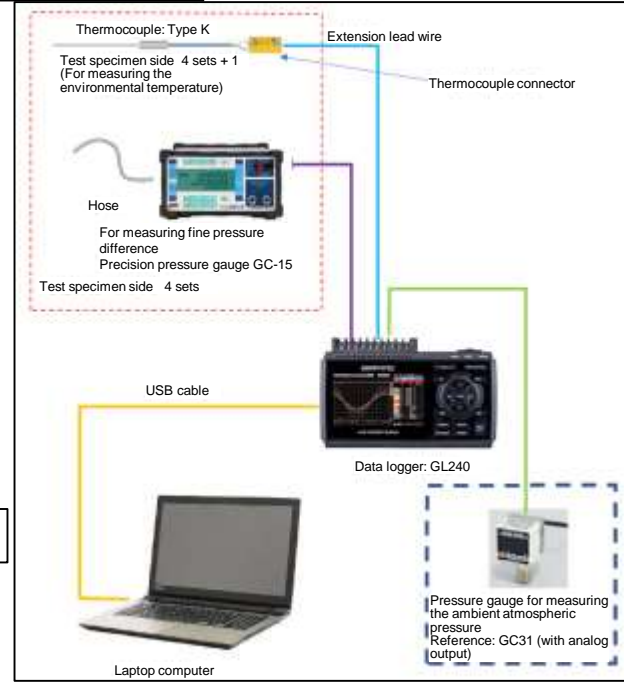 Thermocouple: Type K
Extension lead wire
Test specimen side 4 sets + 1
(For measuring the
environmental temperature)
Thermocouple connector
Hose
For measuring fine pressure
difference
Precision pressure gauge GC-15
Test specimen side 4 sets
USB cable
Data logger: GL240
Pressure gauge for measuring
the ambient atmospheric
pressure
Reference: GC31 (with analog
output)
Laptop computer